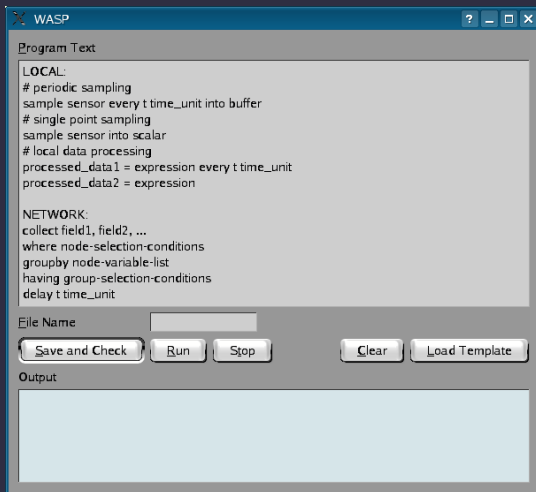 WASP
Program Text
LOCAL:
# periodic sampling
sample sensor every t time_unit into buffer
# single point sampling
sample sensor into scalar
# local data processing
processed_data1 = expression every t time_unit
processed_data2 = expression
NETWORK:
collect field1, field2, ...
where node-selection-conditions
groupby node-variable-list
having group-selection-conditions
delay t time_unit
File Name
Save and Check Run Stop Clear Load Template
Output